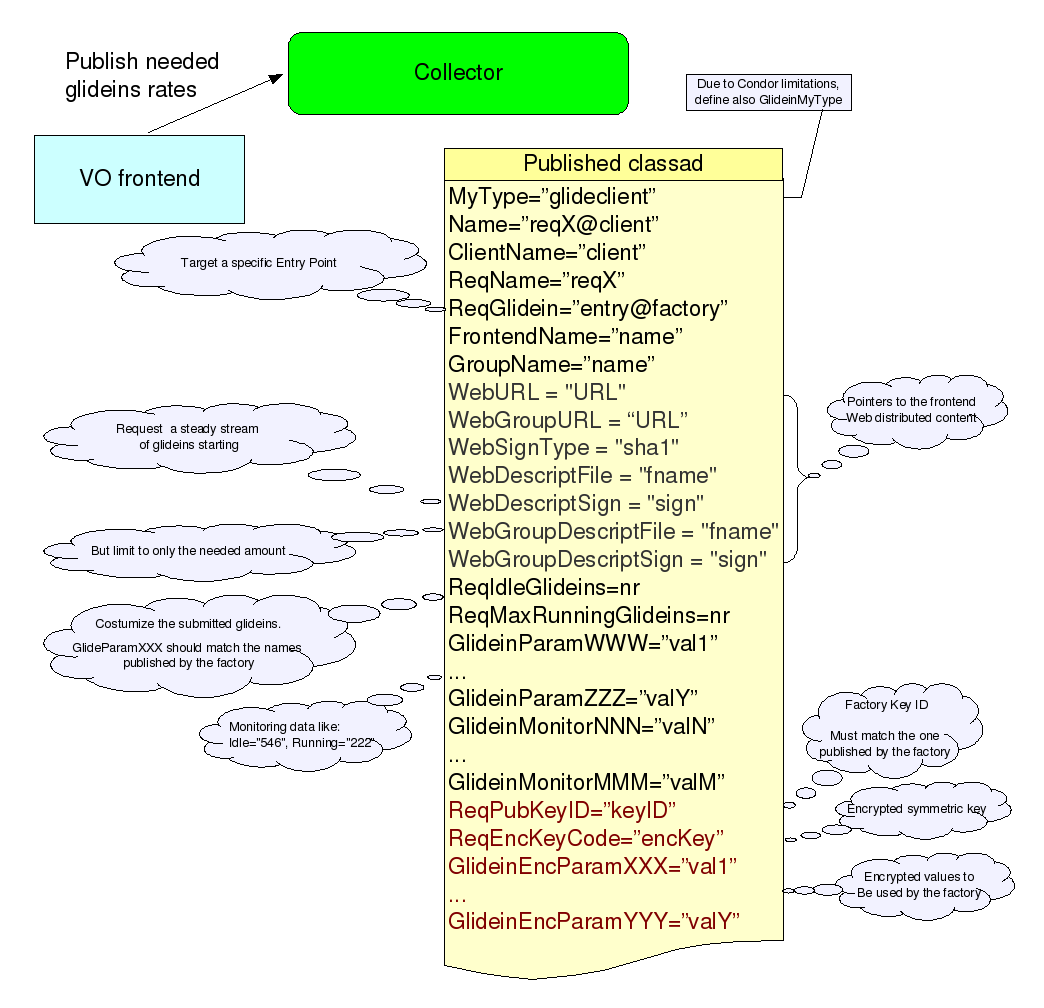 Publish needed
glideins rates
Collector
Due to Condor limitations,
define also GlideinMyType
VO frontend
Published classad
MyType=”glideclient”
Name=”reqX@client”
ClientName=”client”
ReqName=”reqX”
ReqGlidein=”entry@factory”
FrontendName=”name”
GroupName=”name”
WebURL = "URL"
WebGroupURL = “URL”
WebSignType = "sha1"
WebDescriptFile = "fname"
WebDescriptSign = "sign"
WebGroupDescriptFile = "fname"
WebGroupDescriptSign = "sign"
ReqIdleGlideins=nr
ReqMaxRunningGlideins=nr
GlideinParamWWW=”val1”
...
GlideinParamZZZ=”valY”
GlideinMonitorNNN=”valN”
...
GlideinMonitorMMM=”valM”
ReqPubKeyID=”keyID”
ReqEncKeyCode=”encKey”
GlideinEncParamXXX=”val1”
...
GlideinEncParamYYY=”valY”
Target a specific Entry Point
Request a steady stream
of glideins starting
But limit to only the needed amount
Costumize the submitted glideins.
GlideParamXXX should match the names
published by the factory
Monitoring data like:
Idle="546", Running="222"
Pointers to the frontend
Web distributed content
Factory Key ID
Must match the one
published by the factory
Encrypted symmetric key
Encrypted values to
Be used by the factory